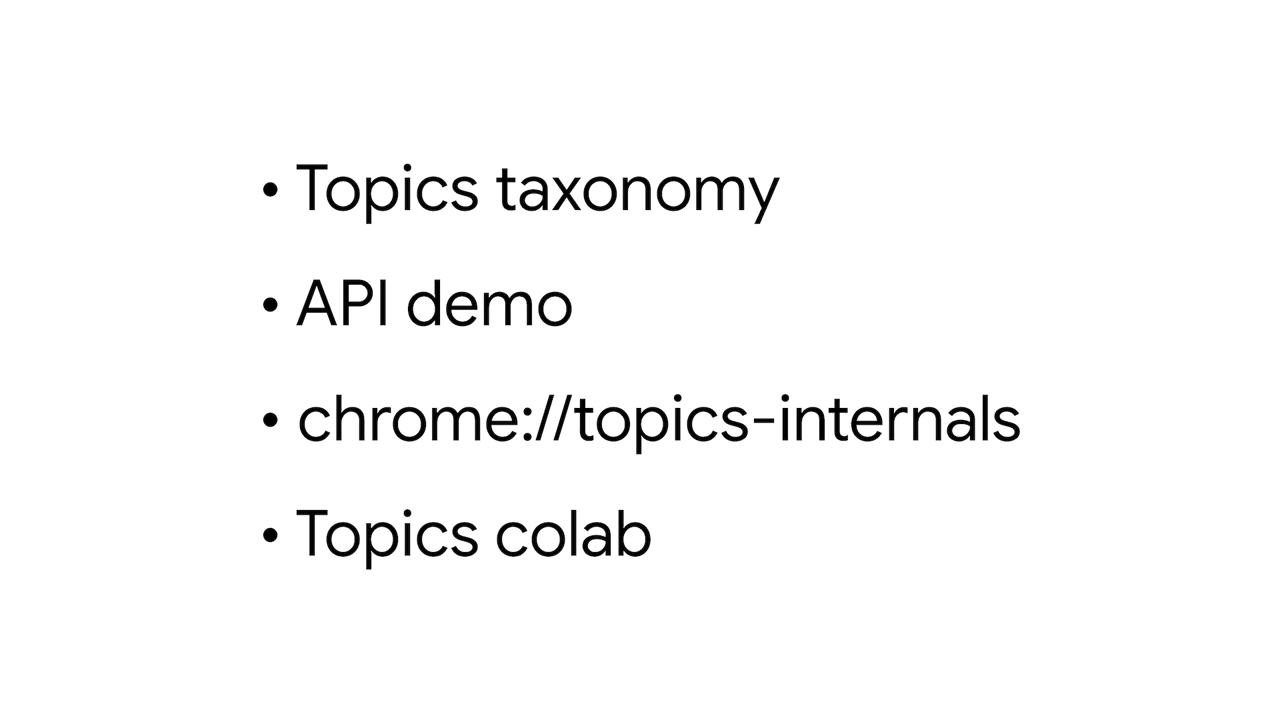 • Topics taxonomy
• API demo
• chrome://topics-internals
• Topics colab